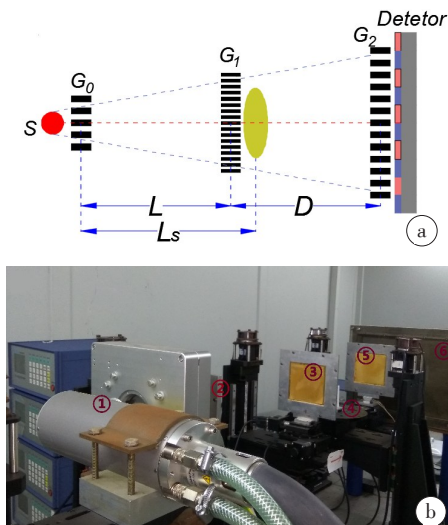 Detetor
G2
G1
G0
S
L
D
Ls
a
①
②
③
④
⑤
⑥
b